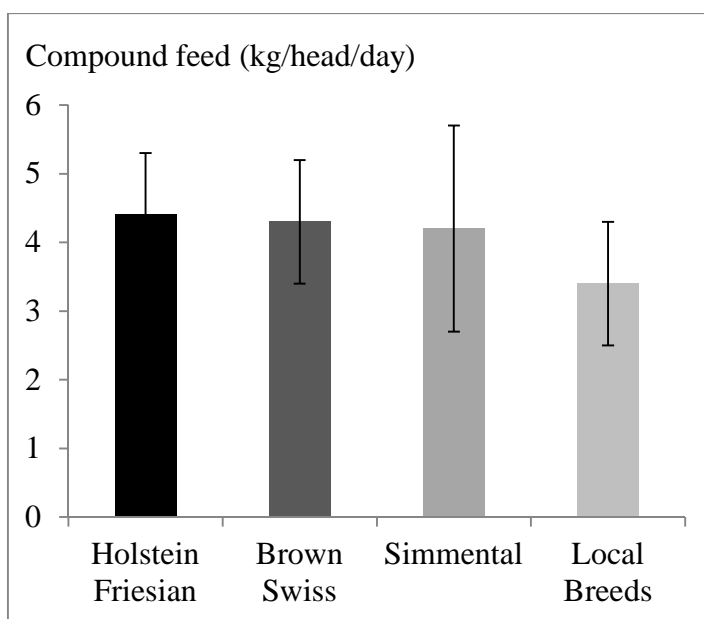 Compound feed (kg/head/day)
6
5
4
3
2
1
0
Holstein Friesian
Brown Swiss
Simmental
Local Breeds